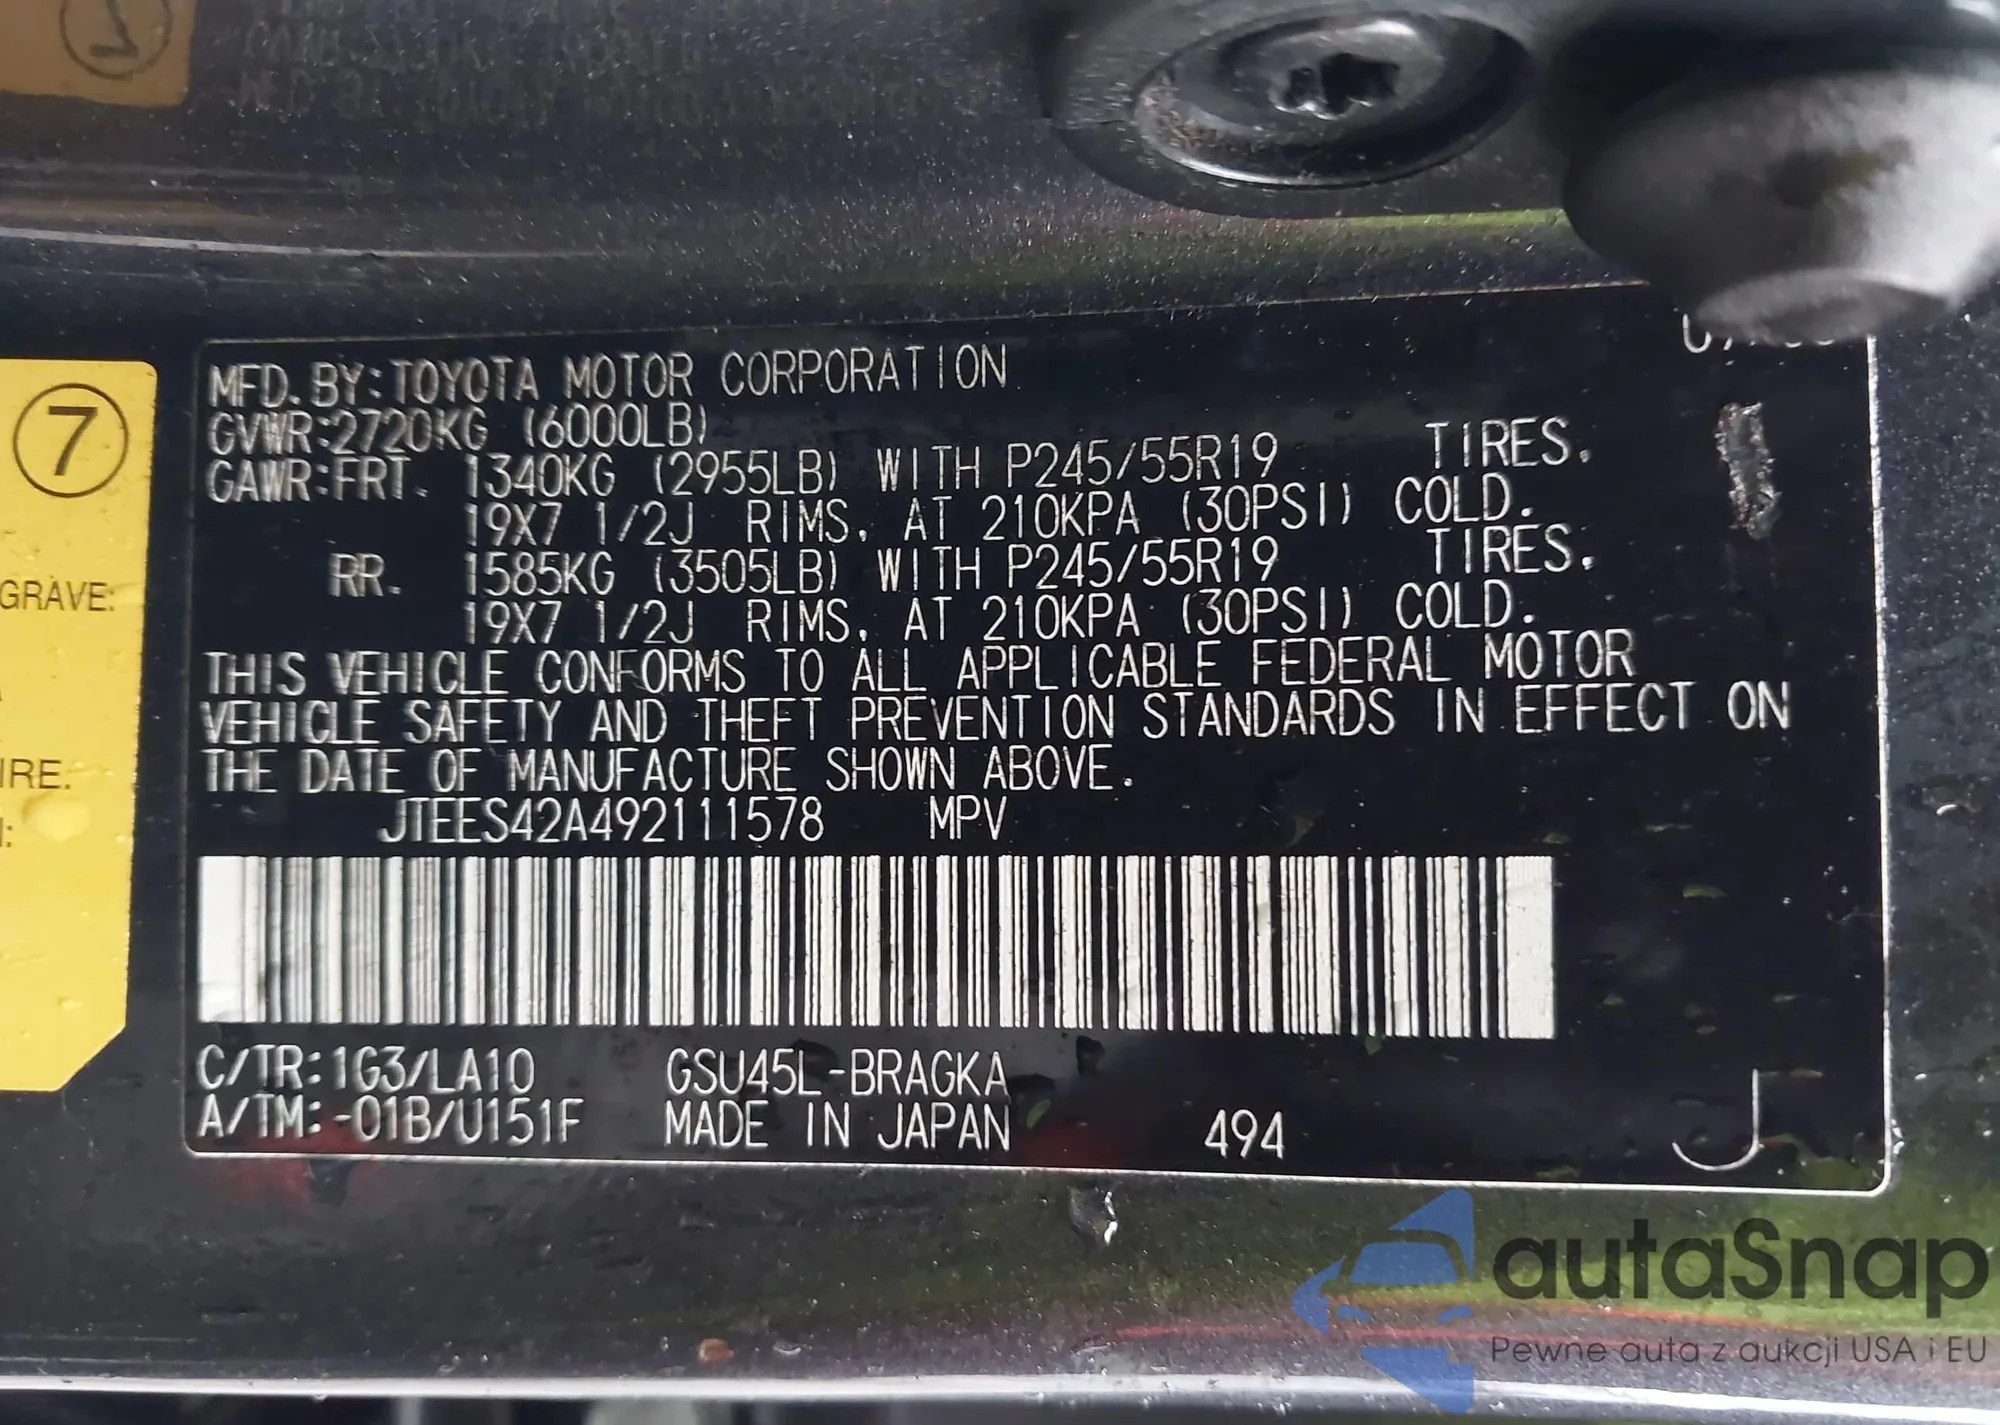 7
GRAVE:
IRE.
MFD. BY: TOYOTA MOTOR CORPORATION
GVWR: 2720KG (6000LB)
GAWR: FRT. 1340KG (2955LB) WITH P245/55R19 TIRES.
19X7 1/2J RIMS, AT 210KPA (30PSI) COLD.
RR. 1585KG (3505LB) WITH P245/55R19 TIRES.
19X7 1/2J RIMS, AT 210KPA (30PSI) COLD.
THIS VEHICLE CONFORMS TO ALL APPLICABLE FEDERAL MOTOR
VEHICLE SAFETY AND THEFT PREVENTION STANDARDS IN EFFECT ON
THE DATE OF MANUFACTURE SHOWN ABOVE.
JTEES42A492111578 MPV
C/TR: 1G3/LA10 GSU45L-BRAGKA
A/TM: -01B/U151F MADE IN JAPAN 494 J
autaSnap
Pewne auta z aukcji USA i EU